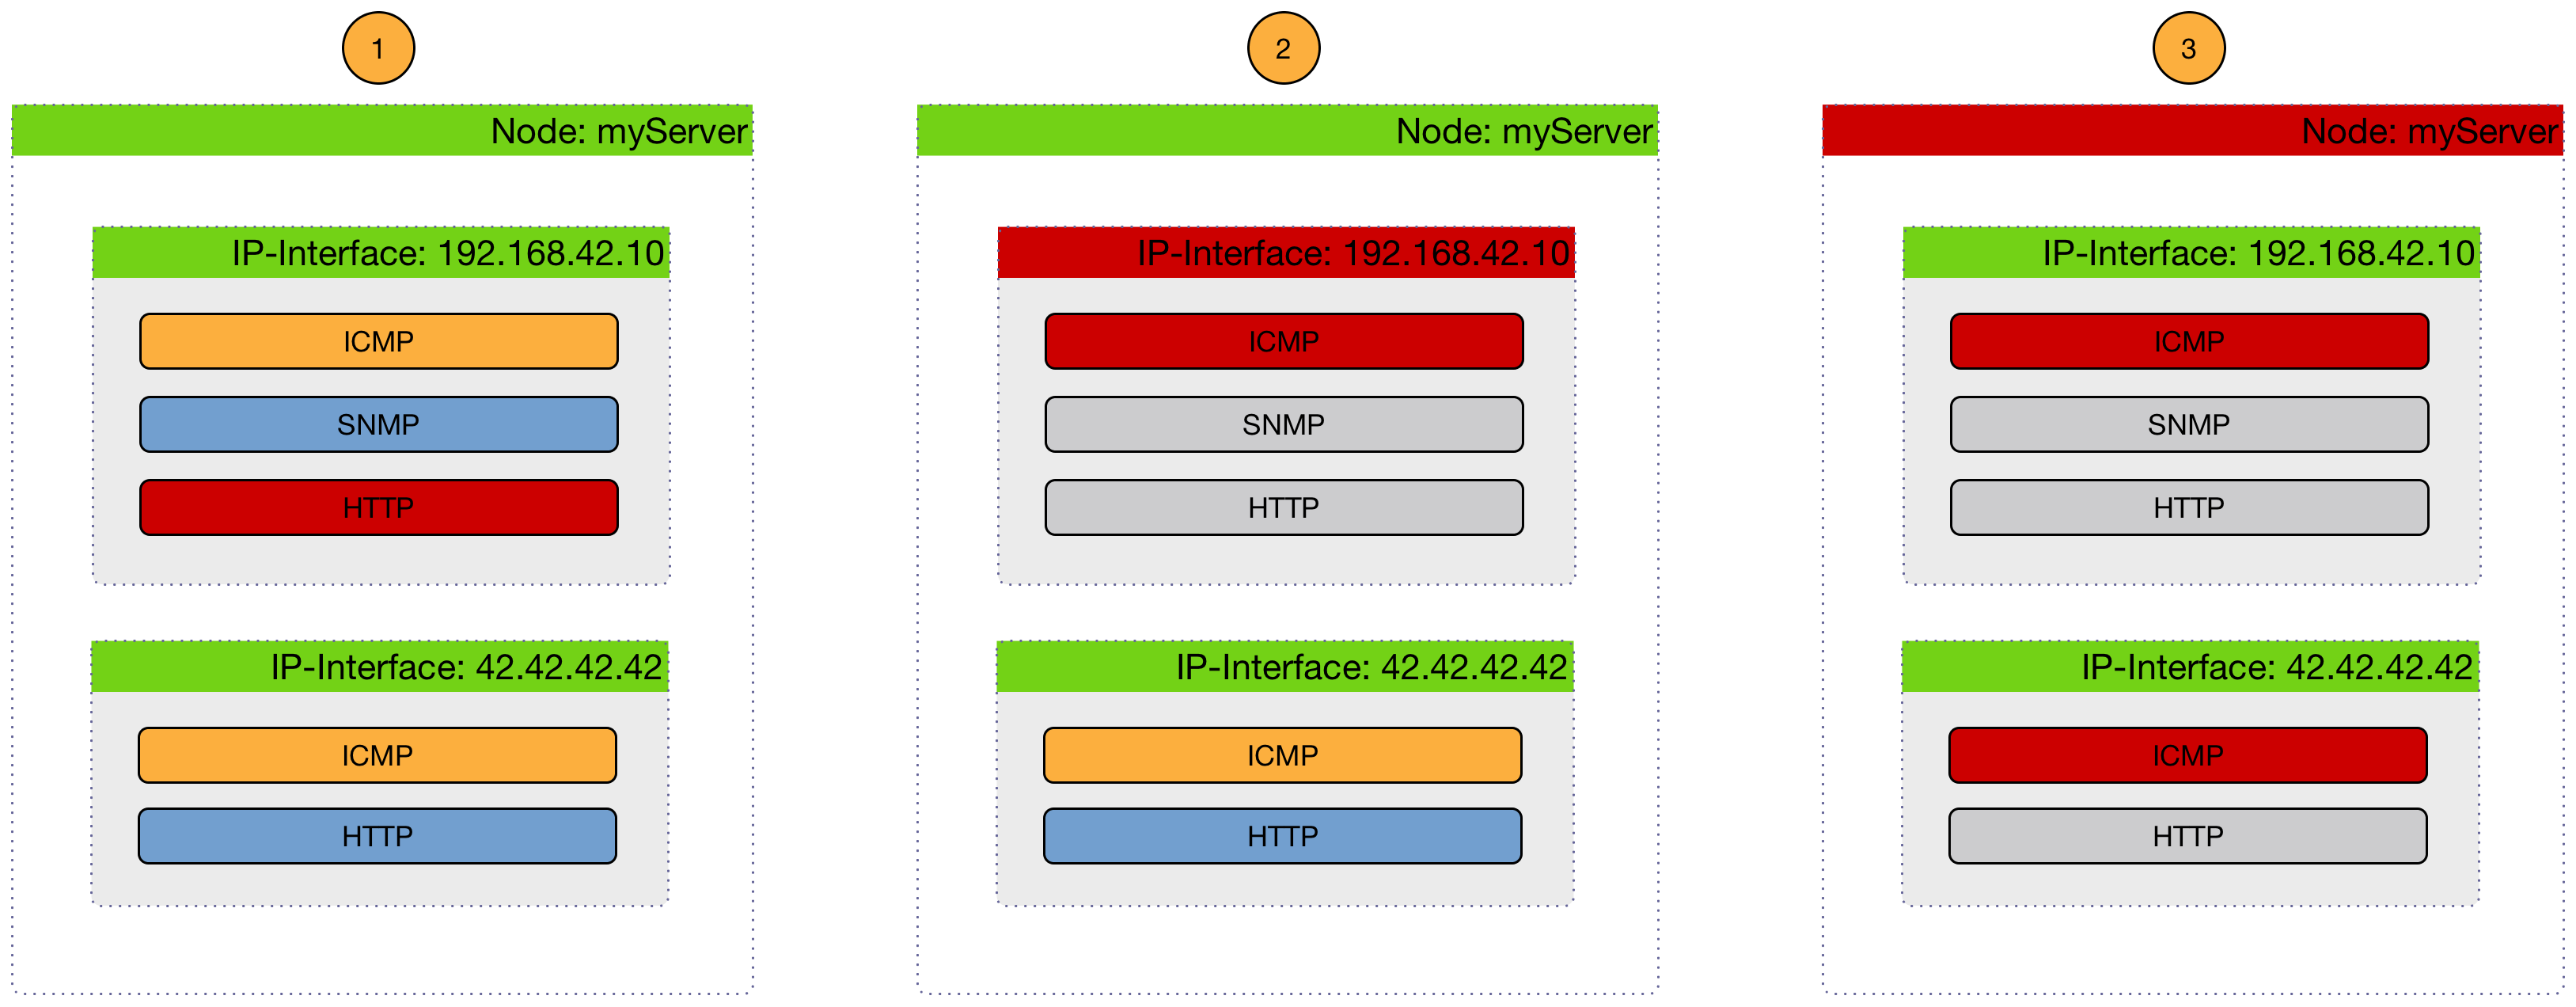 1
Node: myServer
IP-Interface: 192.168.42.10
ICMP
SNMP
HTTP
IP-Interface: 42.42.42.42
ICMP
HTTP
2
Node: myServer
IP-Interface: 192.168.42.10
ICMP
SNMP
HTTP
IP-Interface: 42.42.42.42
ICMP
HTTP
3
Node: myServer
IP-Interface: 192.168.42.10
ICMP
SNMP
HTTP
IP-Interface: 42.42.42.42
ICMP
HTTP